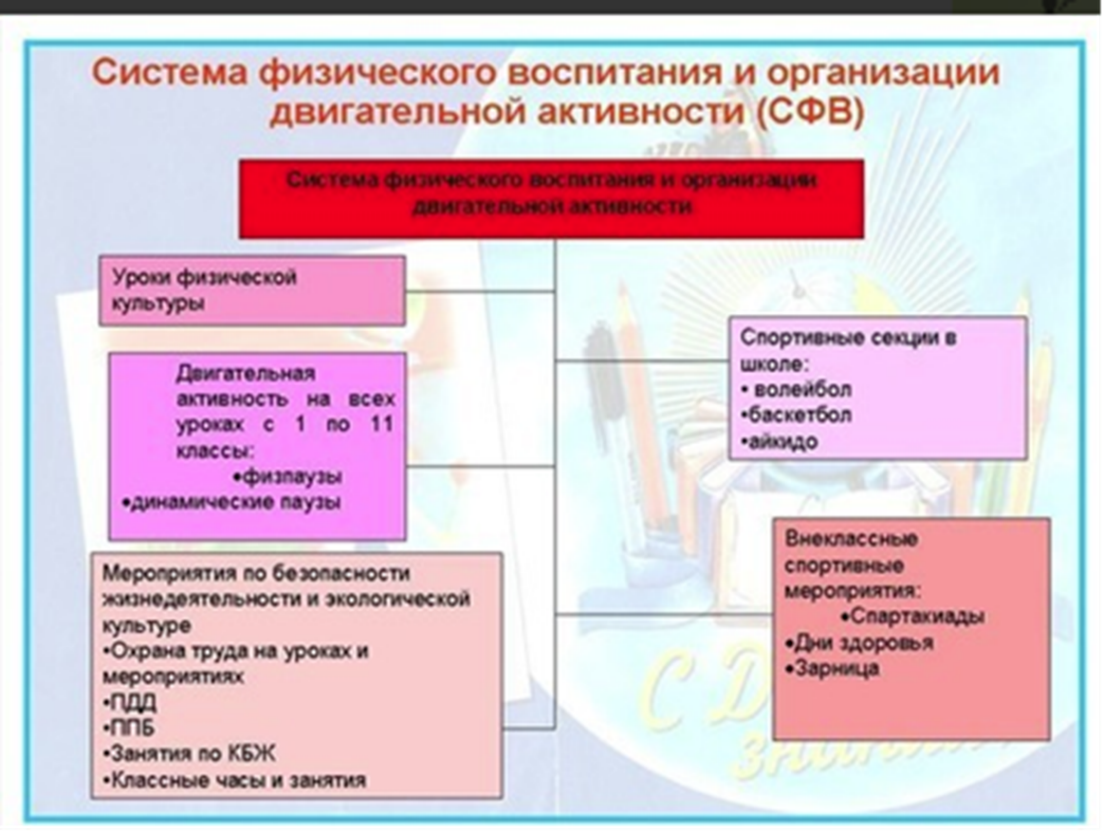 Система физического воспитания и организации
двигательной активности (СФВ)
Система физического воспитания и организации
двигательной активности
Уроки физической
культуры
Двигательная
активность на всех
уроках с 1 по 11
классы:
•физпаузы
•динамические паузы
Мероприятия по безопасности
жизнедеятельности и экологической
культуре
•Охрана труда на уроках и
мероприятиях
•ПДД
•ППБ
•Занятия по КБЖ
•Классные часы и занятия
Спортивные секции в
школе:
• волейбол
•баскетбол
•айкидо
Внеклассные
спортивные
мероприятия:
•Спартакиады
•Дни здоровья
•Зарница
С Д
знани